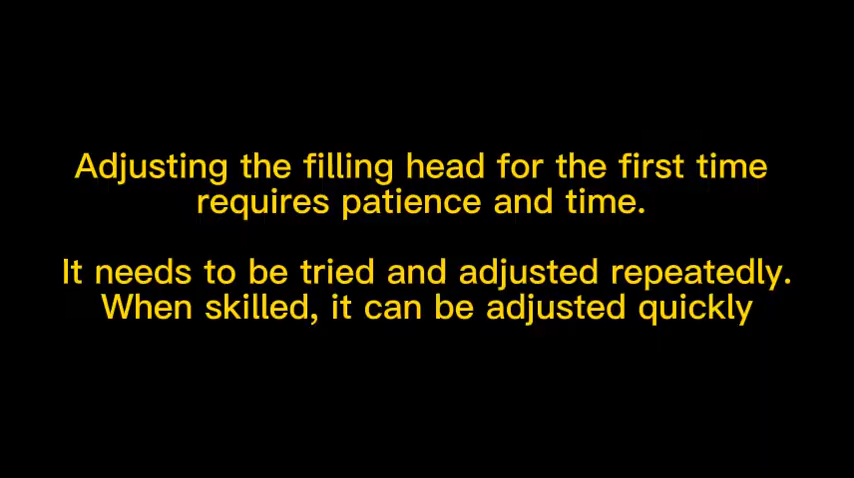 Adjusting the filling head for the first time
requires patience and time.
It needs to be tried and adjusted repeatedly.
When skilled, it can be adjusted quickly